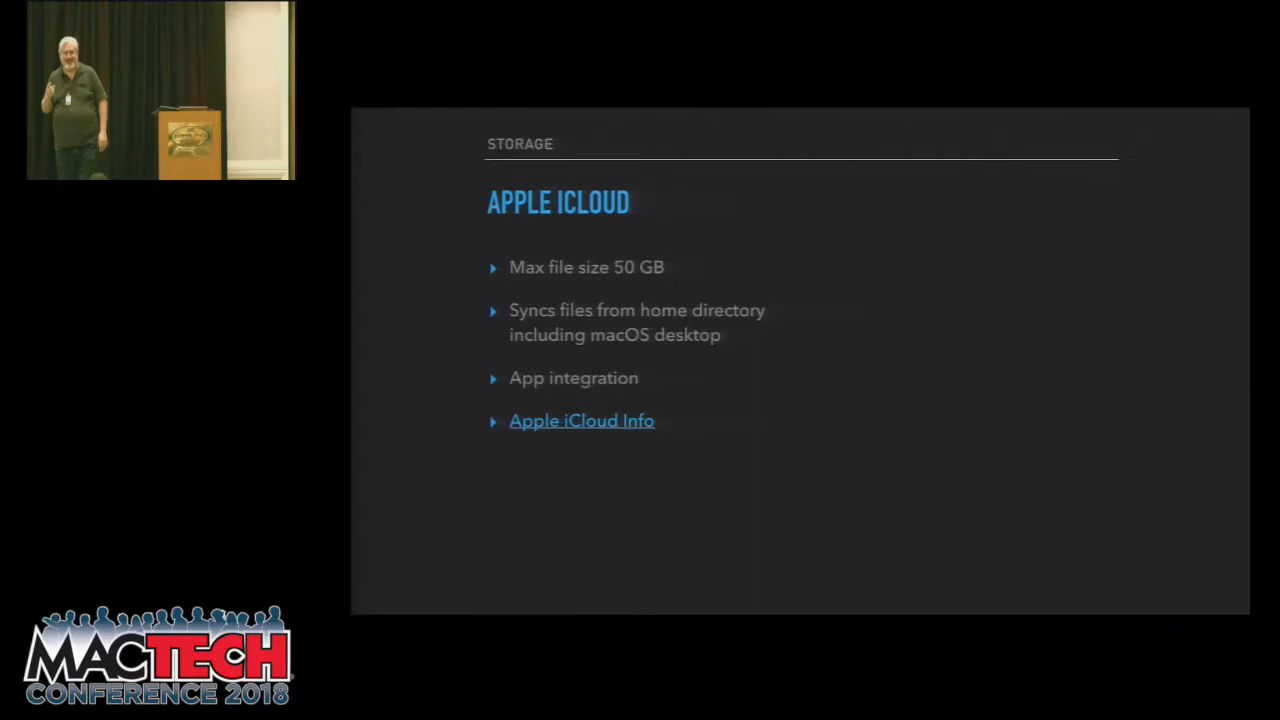 STORAGE
APPLE ICLOUD
Max file size 50 GB
Syncs files from home directory
including macOS desktop
App integration
Apple iCloud Info
MACTECH
CONFERENCE 2018